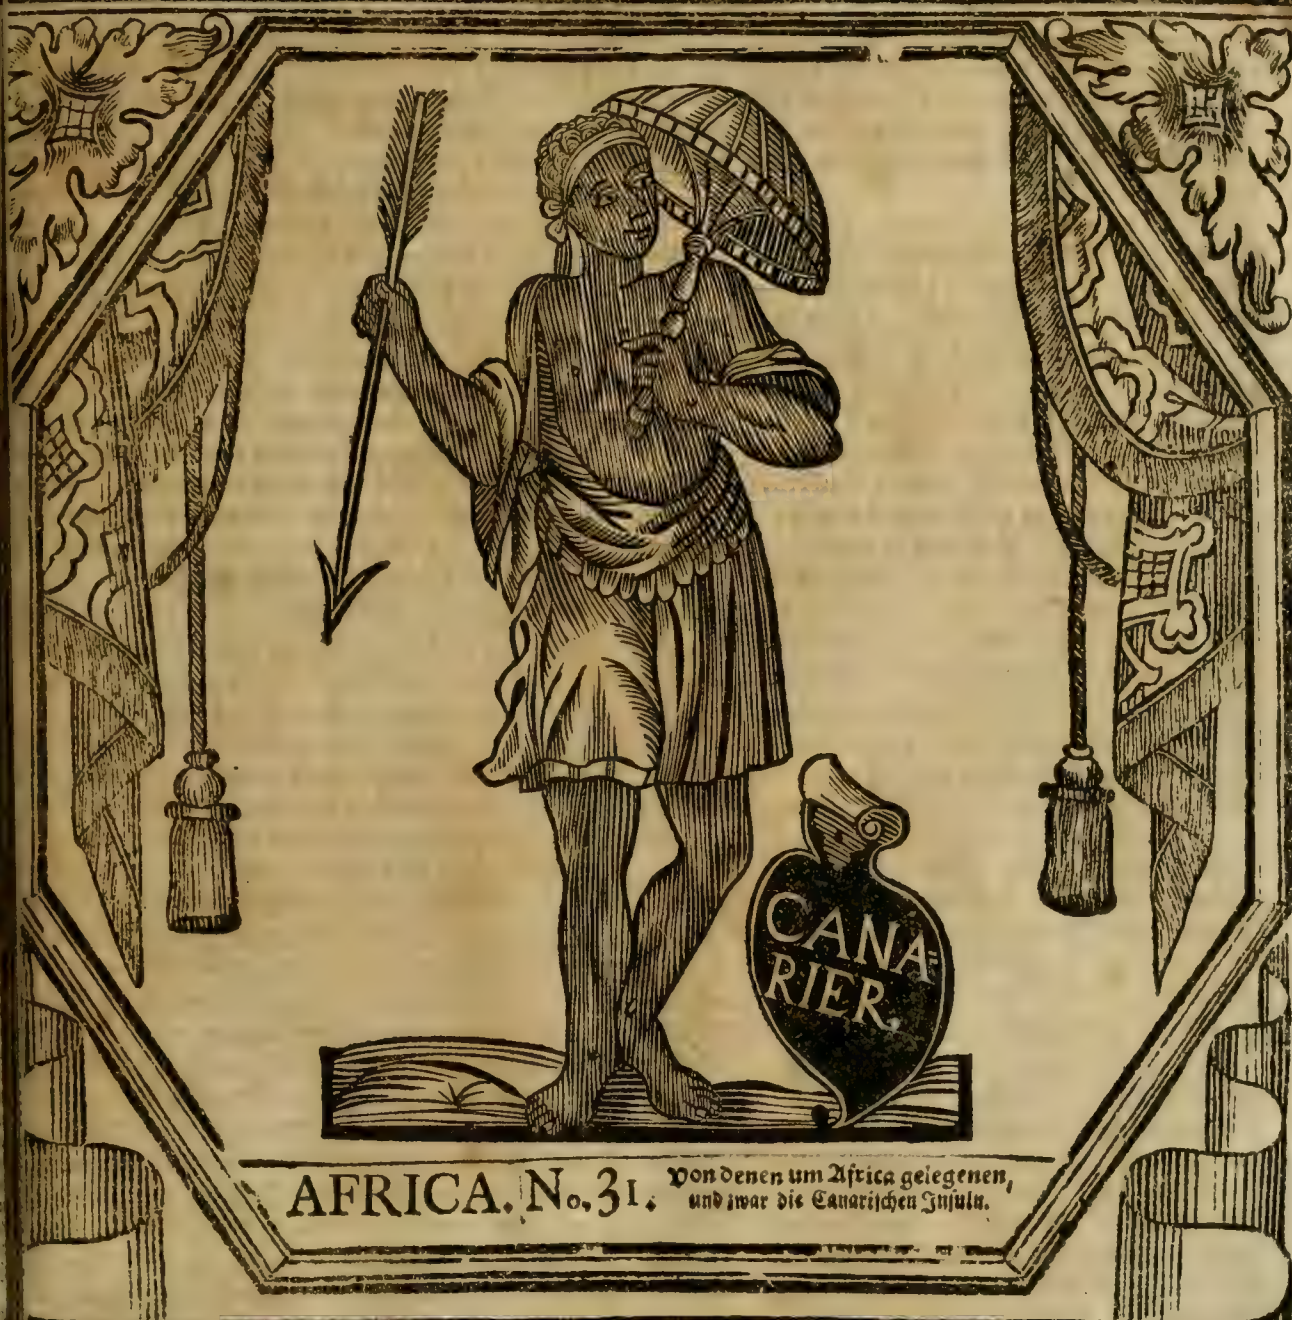 CANA=
RIER.
AFRICA. No. 31. Von denen um Africa gelegenen,
und zwar die Canarischen Insuln.